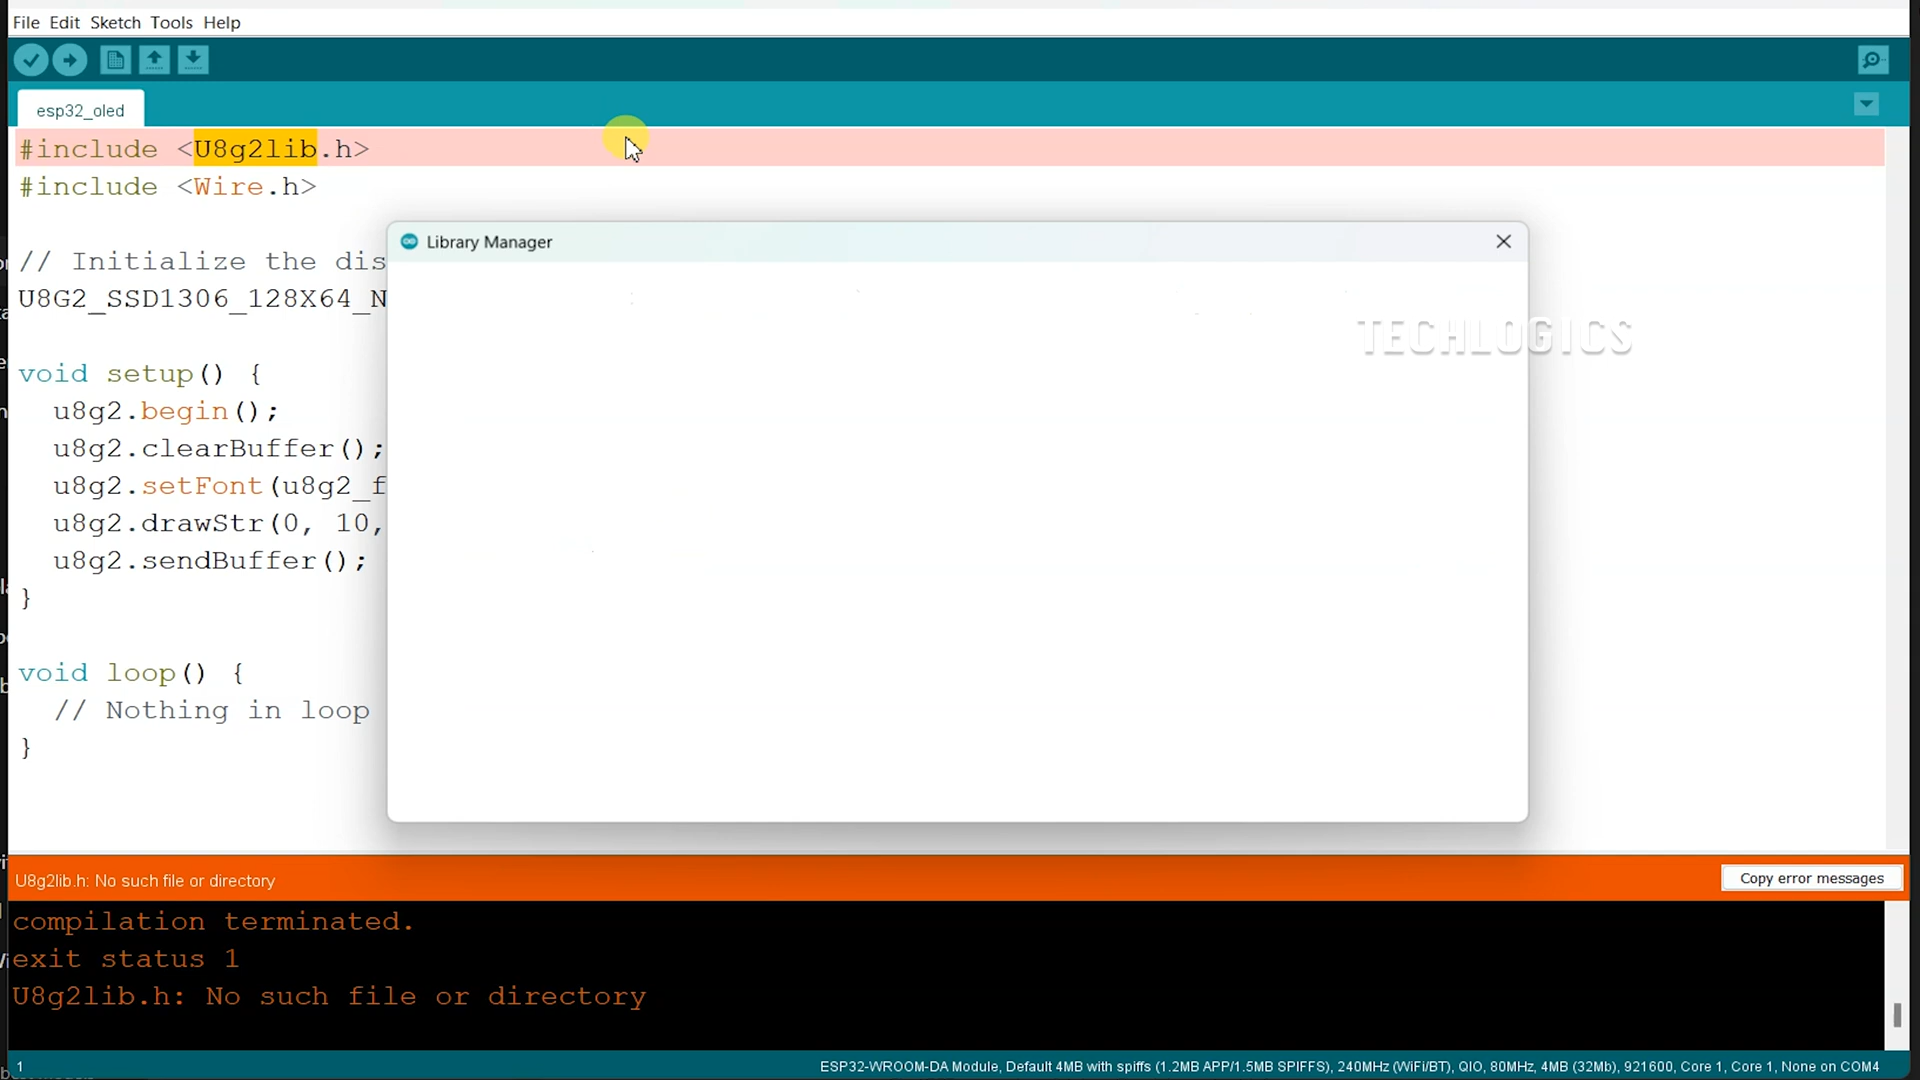 File Edit Sketch Tools Help
esp32_oled
#include <U8g2lib.h>
#include <Wire.h>
Library Manager
// Initialize the dis
U8G2_SSD1306_128X64_N
TECHLOGICS
void setup() {
u8g2.begin();
u8g2.clearBuffer();
u8g2.setFont(u8g2_f
u8g2.drawStr(0, 10,
u8g2.sendBuffer();
}
void loop() {
// Nothing in loop
}
U8g2lib.h: No such file or directory
Copy error messages
compilation terminated.
exit status 1
U8g2lib.h: No such file or directory
1
ESP32-WROOM-DA Module, Default 4MB with spiffs (1.2MB APP/1.5MB SPIFFS), 240MHz (WiFi/BT), QIO, 80MHz, 4MB (32Mb), 921600, Core 1, Core 1, None on COM4